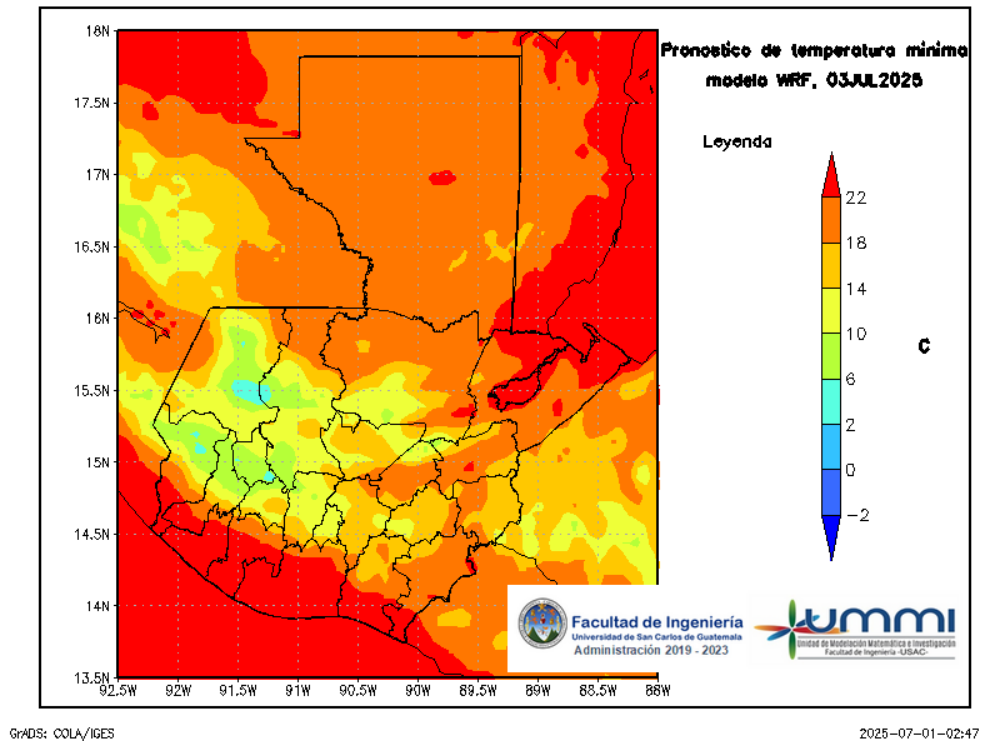 Pronostico de temperatura minima
modelo WRF, 03JUL2025
Leyenda
22
18
14
10
6
2
0
-2
C
18N
17.5N
17N
16.5N
16N
15.5N
15N
14.5N
14N
13.5N
92.5W
92W
91.5W
91W
90.5W
90W
89.5W
89W
88.5W
88W
Facultad de Ingeniería
Universidad de San Carlos de Guatemala
Administración 2019 - 2023
ummi
Unidad de Modelación Matemática e Investigación
Facultad de Ingeniería -USAC-
GrADS: COLA/IGES
2025-07-01-02:47